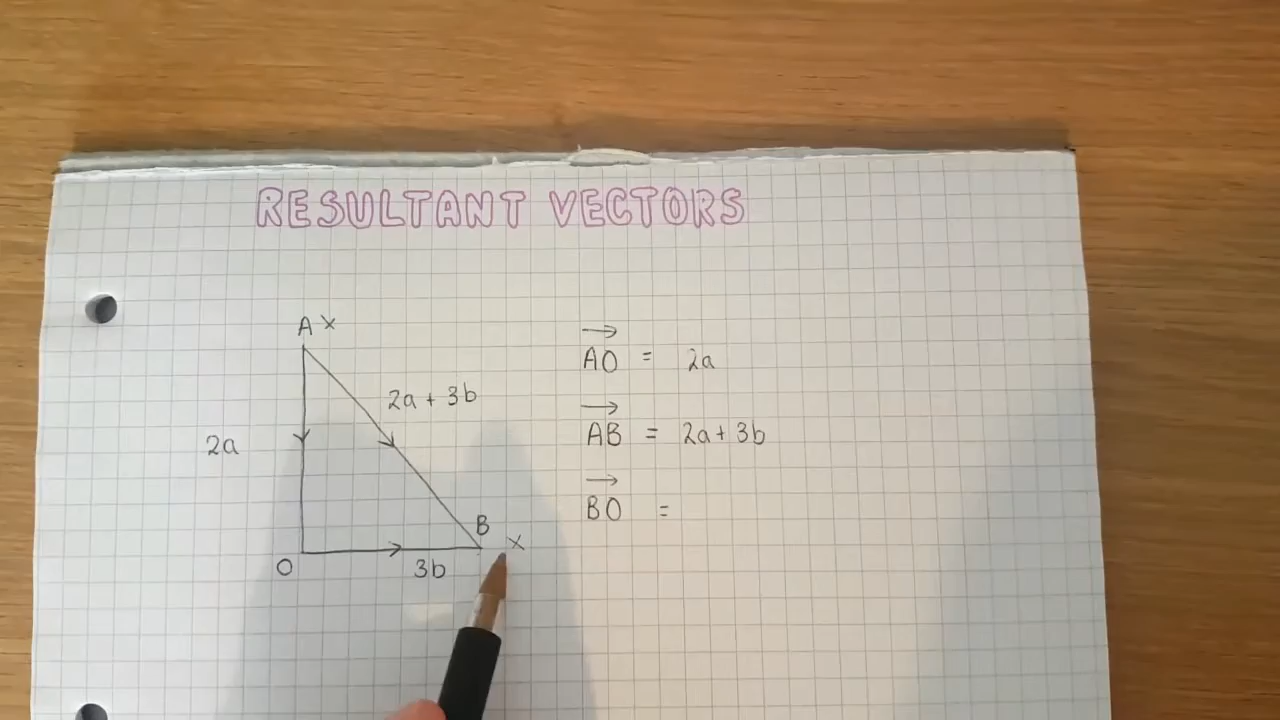 RESULTANT VECTORS
A x
2a + 3b
2a
B x
O
3b
→
AO = 2a
→
AB = 2a + 3b
→
BO =